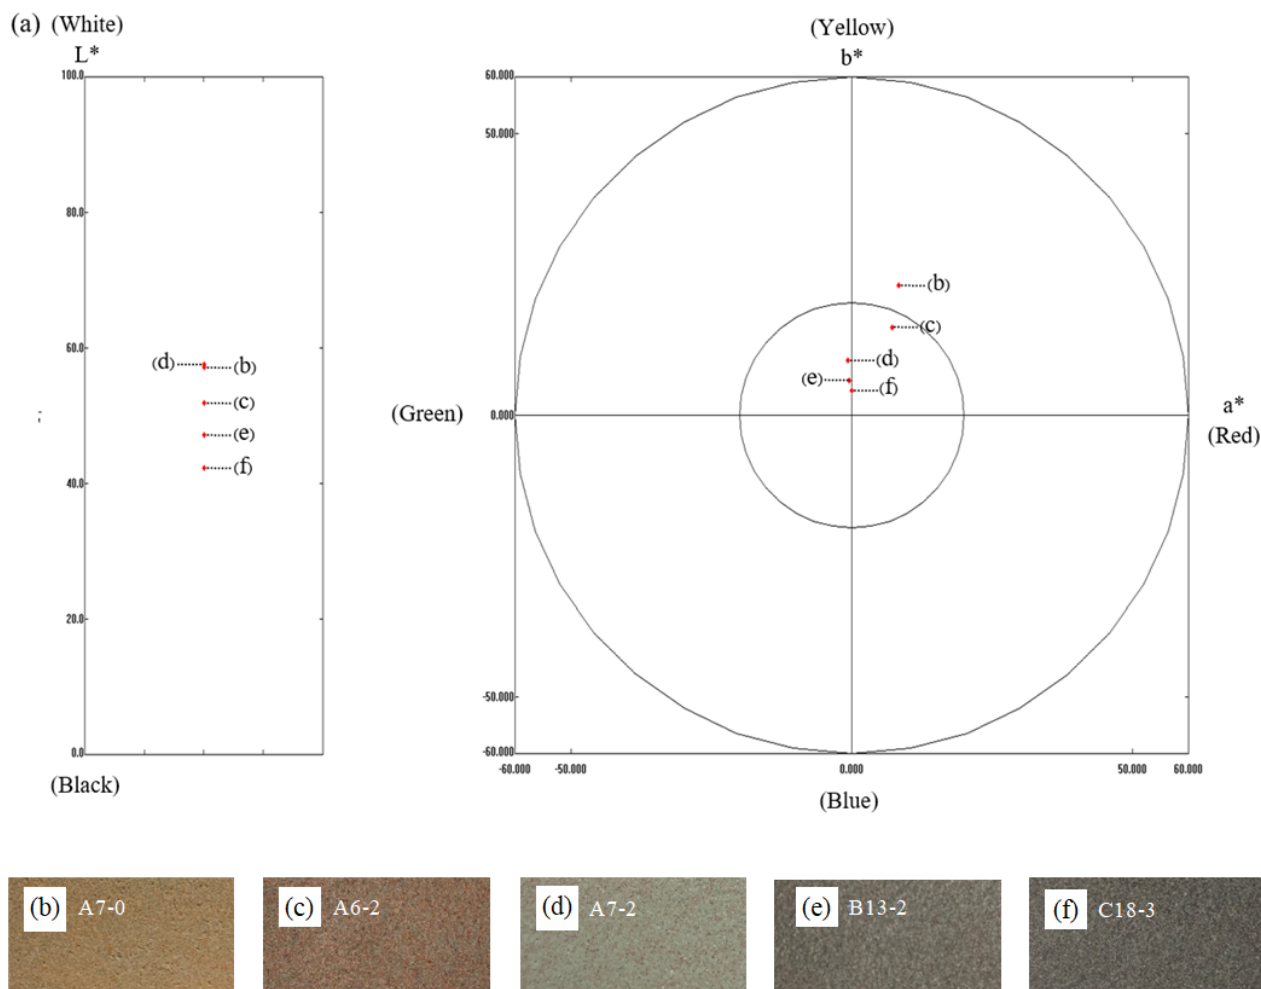 (a) (White)
L*
100.0
80.0
(d)
60.0
(b)
(c)
(e)
(f)
40.0
20.0
0.0
(Black)
(Yellow)
b*
60.000
50.000
(b)
(c)
(d)
(e)
(f)
(Green)
0.000
a*
(Red)
-50.000
-60.000
-60.000 -50.000 0.000 50.000 60.000
(Blue)
(b) A7-0
(c) A6-2
(d) A7-2
(e) B13-2
(f) C18-3